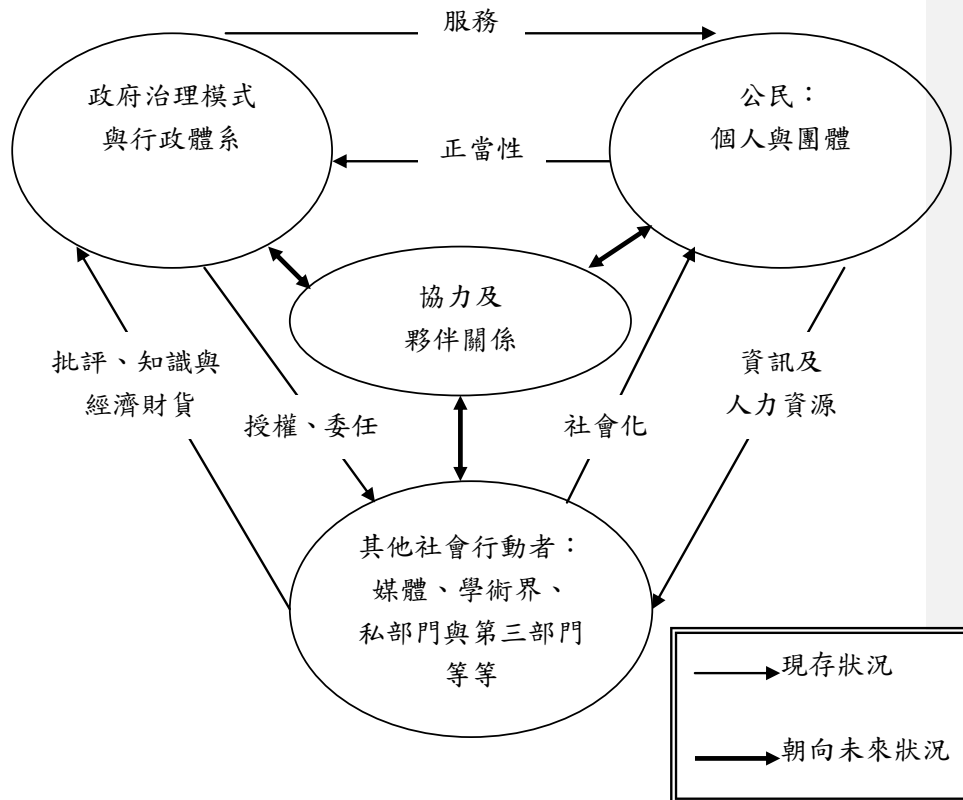 服務
政府治理模式
與行政體系
公民：
個人與團體
正當性
協力及
夥伴關係
批評、知識與
經濟財貨
授權、委任
社會化
資訊及
人力資源
其他社會行動者：
媒體、學術界、
私部門與第三部門
等等
現存狀況
朝向未來狀況